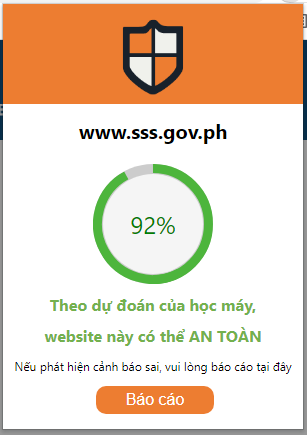 www.sss.gov.ph
92%
Theo dự đoán của học máy,
website này có thể AN TOÀN
Nếu phát hiện cảnh báo sai, vui lòng báo cáo tại đây
Báo cáo